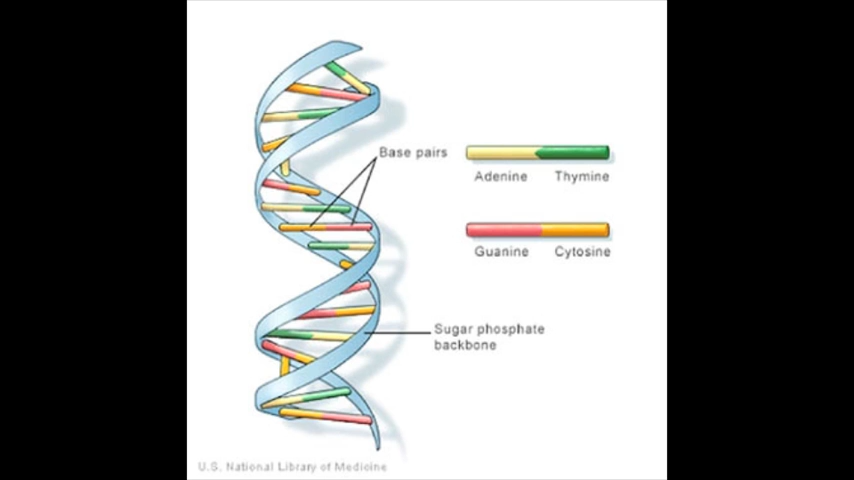 Base pairs
Adenine Thymine
Guanine Cytosine
Sugar phosphate
backbone
U.S. National Library of Medicine